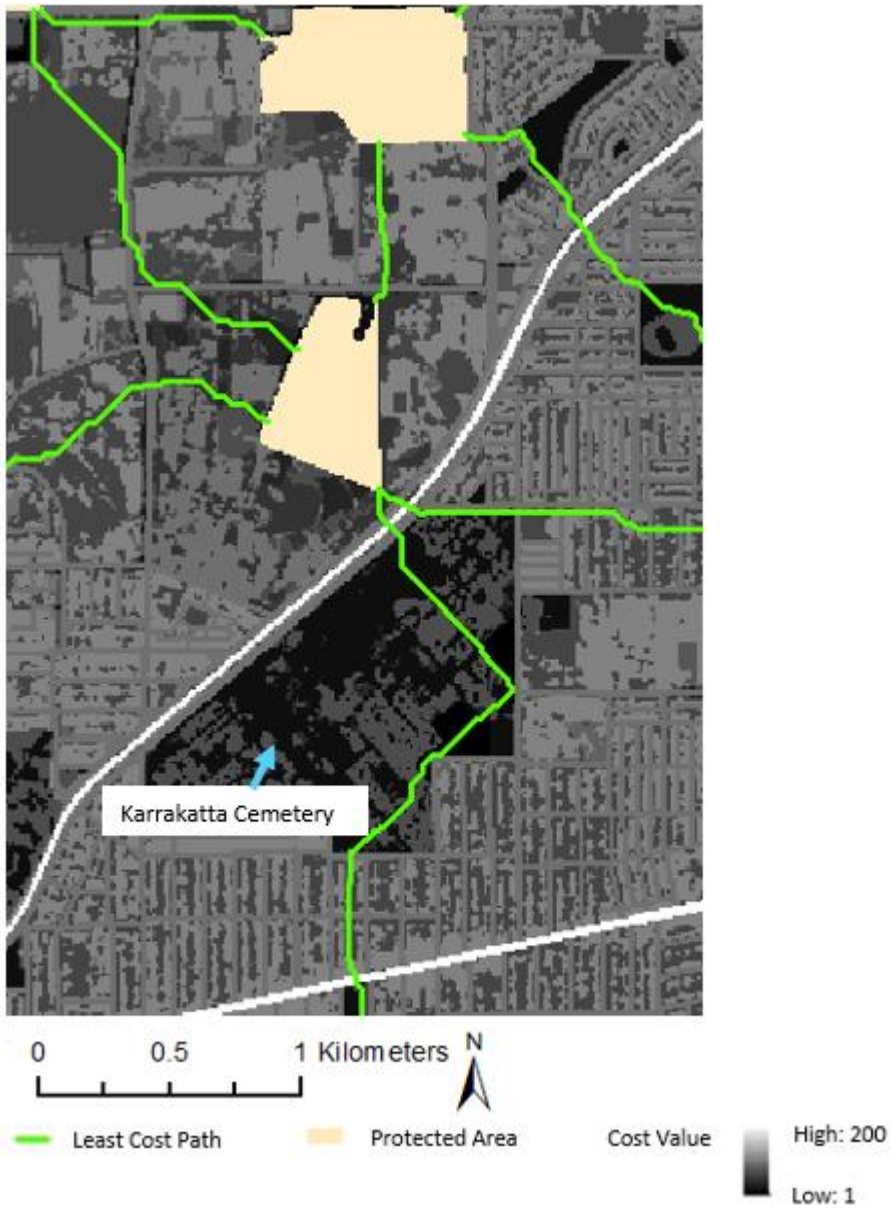 Karrakatta Cemetery
0 0.5 1 Kilometers N
Least Cost Path Protected Area Cost Value High: 200
Low: 1